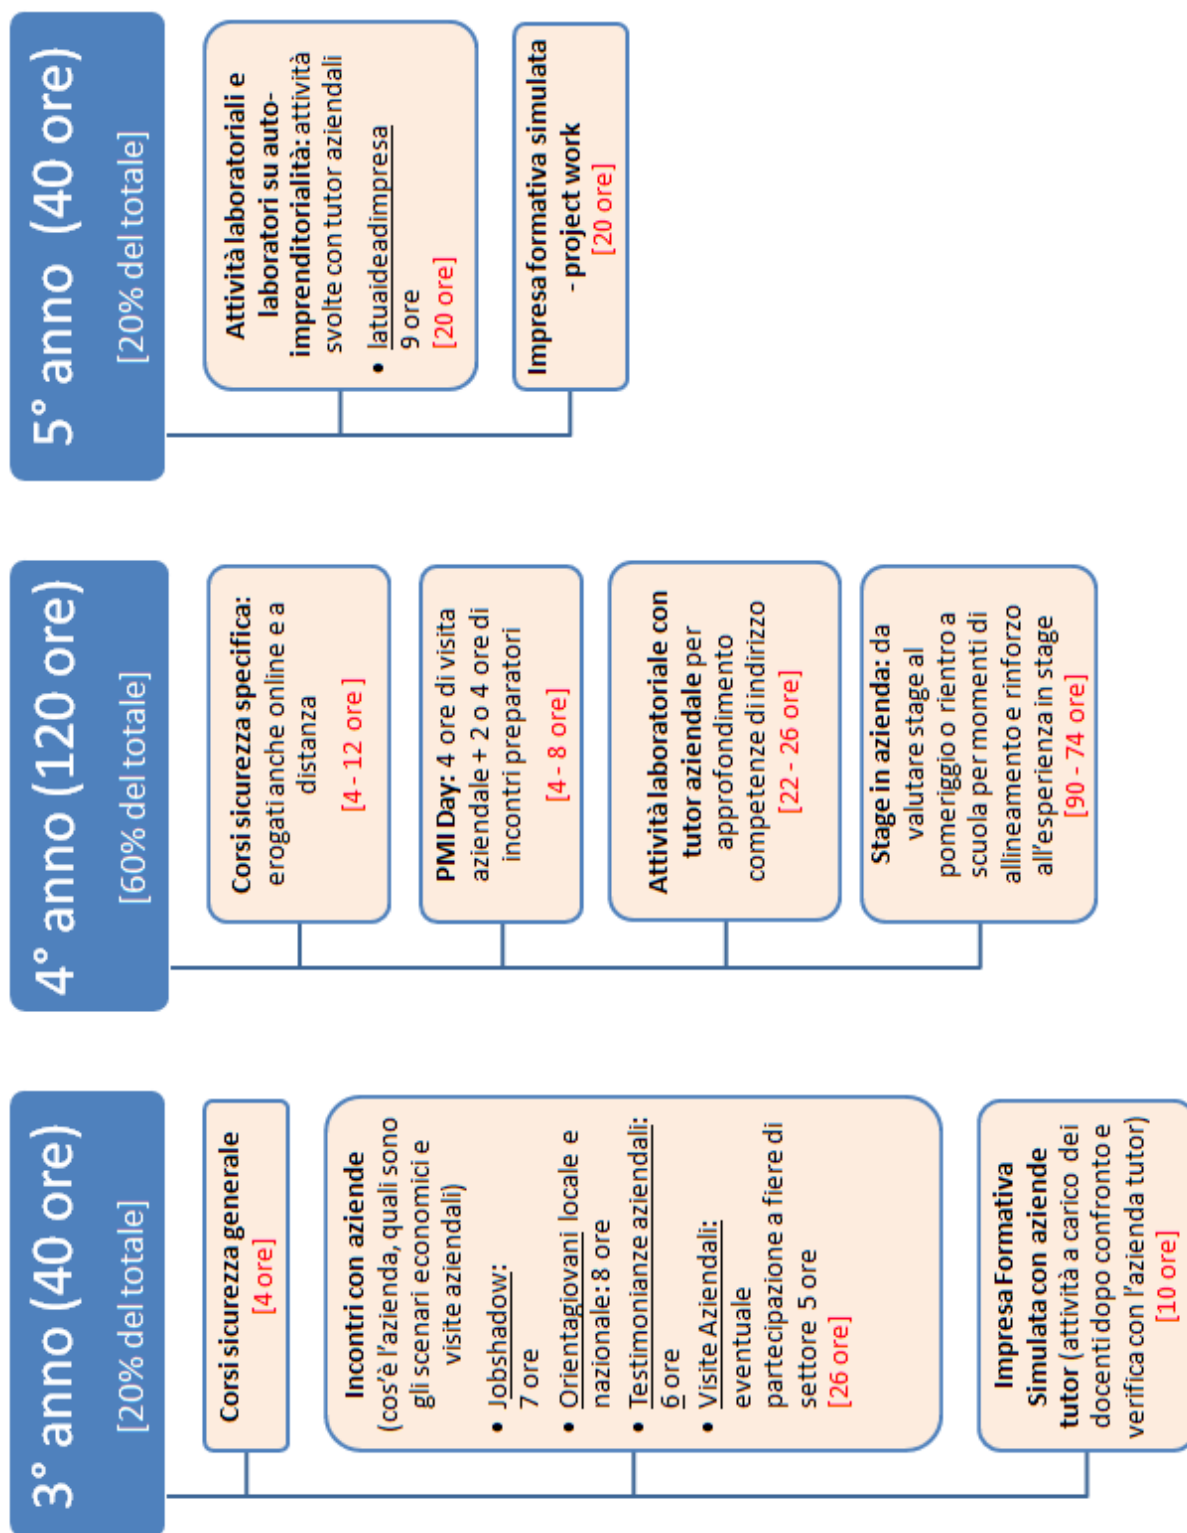 3° anno (40 ore)
[20% del totale]
Corsi sicurezza generale
[4 ore]
Incontri con aziende
(cos'è l'azienda, quali sono
gli scenari economici e
visite aziendali)
• Jobshadow:
7 ore
• Orientagiovani locale e
nazionale: 8 ore
• Testimonianze aziendali:
6 ore
• Visite Aziendali:
eventuale
partecipazione a fiere di
settore 5 ore
[26 ore]
Impresa Formativa
Simulata con aziende
tutor (attività a carico dei
docenti dopo confronto e
verifica con l'azienda tutor)
[10 ore]
4° anno (120 ore)
[60% del totale]
Corsi sicurezza specifica:
erogati anche online e a
distanza
[4 - 12 ore ]
PMI Day: 4 ore di visita
aziendale + 2 o 4 ore di
incontri preparatori
[4 - 8 ore]
Attività laboratoriale con
tutor aziendale per
approfondimento
competenze di indirizzo
[22 - 26 ore]
Stage in azienda: da
valutare stage al
pomeriggio o rientro a
scuola per momenti di
allineamento e rinforzo
all'esperienza in stage
[90 - 74 ore]
5° anno (40 ore)
[20% del totale]
Attività laboratoriali e
laboratori su auto-
imprenditorialità: attività
svolte con tutor aziendali
• latuaideadimpresa
9 ore
[20 ore]
Impresa formativa simulata
- project work
[20 ore]